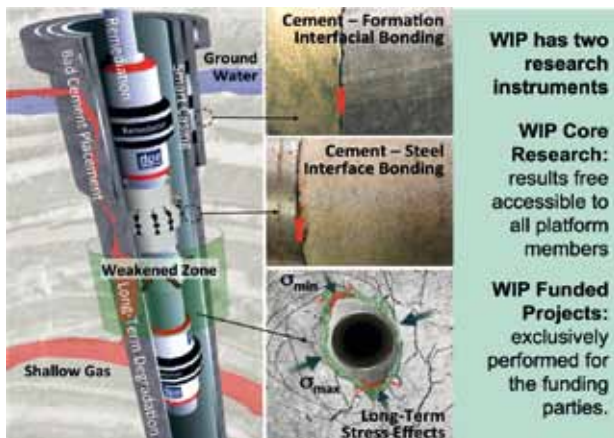 Remediation
Bad Cement Placement
Ground
Water
Weakened Zone
Long-Term Degradation
Shallow Gas
Cement – Formation
Interfacial Bonding
Cement – Steel
Interface Bonding
σmin
σmax
Long-Term
Stress Effects
WIP has two
research
instruments
WIP Core
Research:
results free
accessible to
all platform
members
WIP Funded
Projects:
exclusively
performed for
the funding
parties.